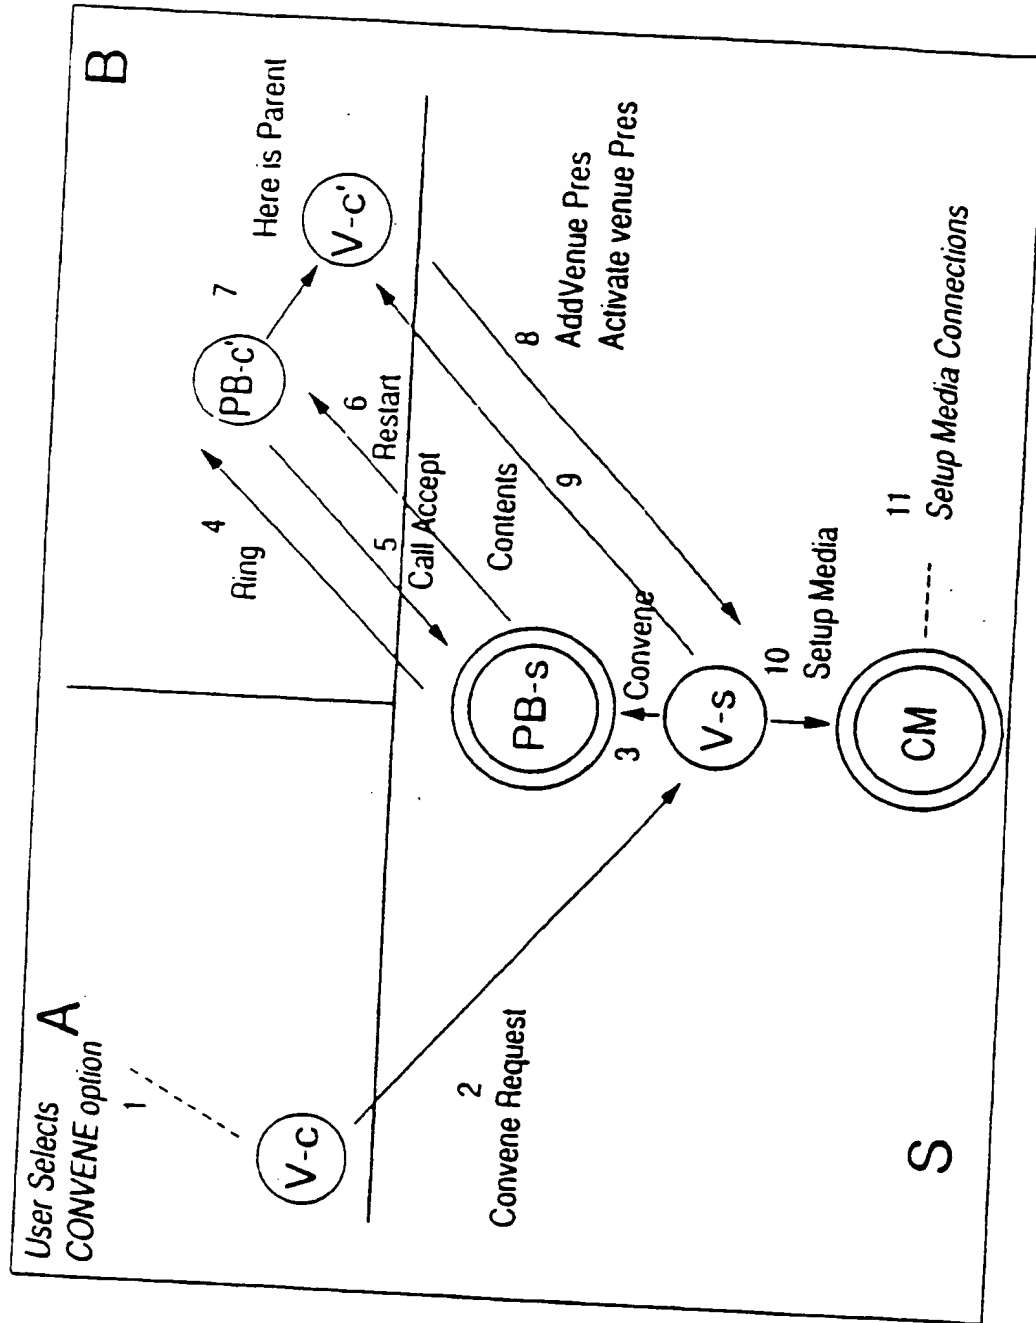 User Selects
CONVENE option
A
1
V-c
2
Convene Request
S
B
4
Ring
PB-c'
7
Here is Parent
V-c'
6
Restart
5
Call Accept
Contents
9
8
AddVenue Pres
Activate venue Pres
PB-s
3
Convene
V-s
10
Setup Media
CM
11
Setup Media Connections